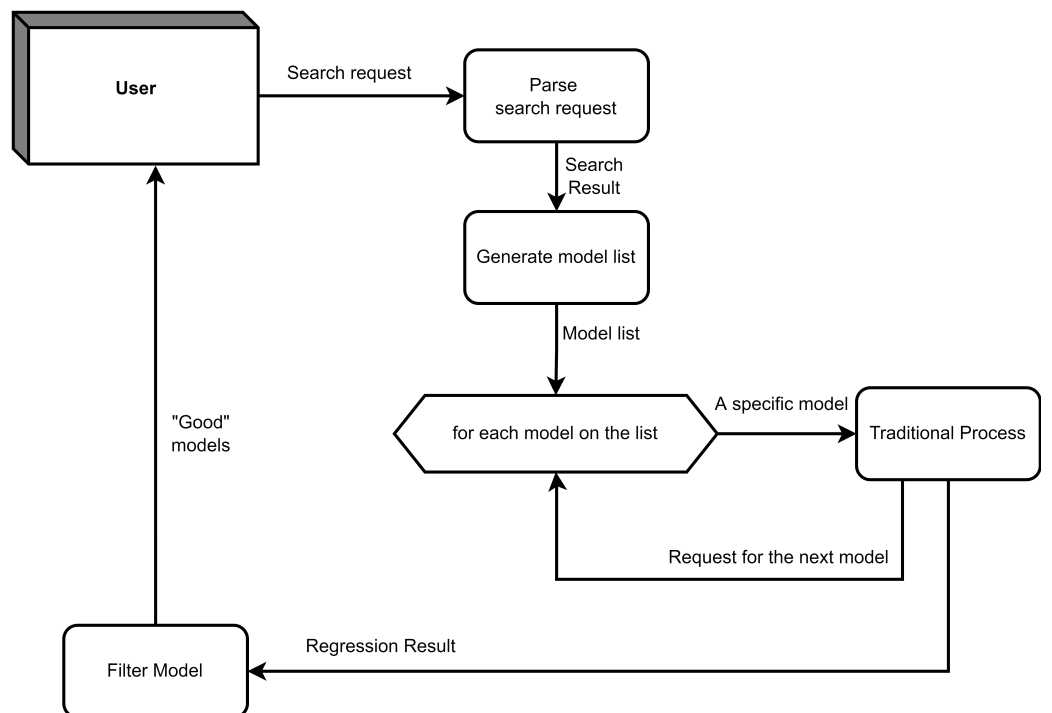 User
Search request
Parse
search request
Search
Result
Generate model list
Model list
for each model on the list
A specific model
Traditional Process
"Good"
models
Request for the next model
Regression Result
Filter Model